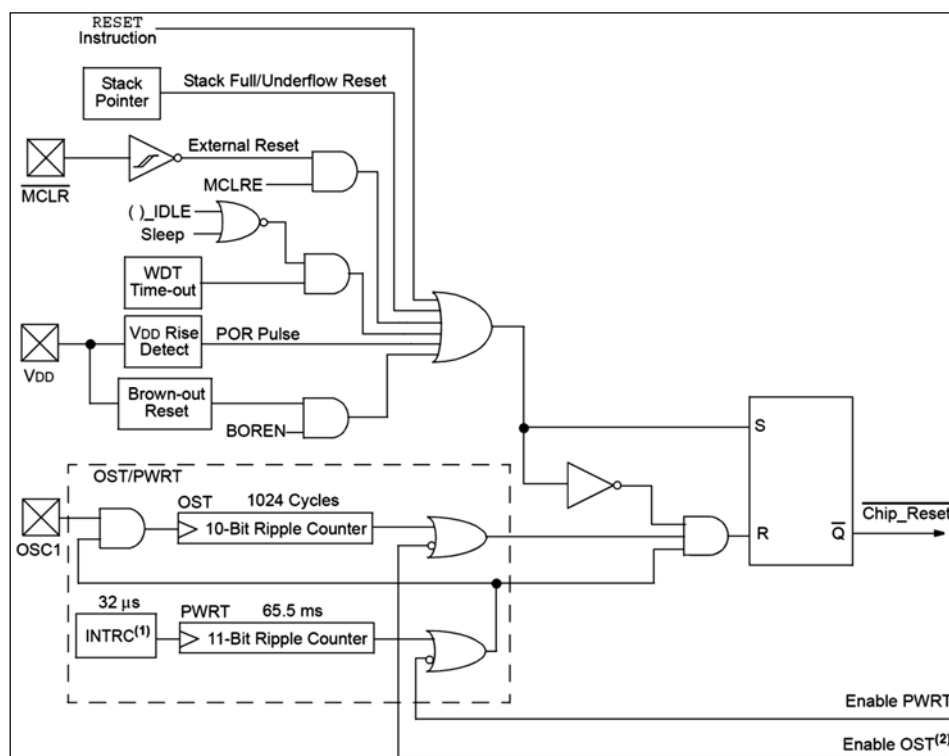 RESET
Instruction
Stack
Pointer
Stack Full/Underflow Reset
External Reset
MCLR
MCLRE
( )_IDLE
Sleep
WDT
Time-out
VDD Rise
Detect
POR Pulse
VDD
Brown-out
Reset
BOREN
S
OST/PWRT
OST
1024 Cycles
10-Bit Ripple Counter
OSC1
R
Q
Chip_Reset
32 µs
INTRC(1)
PWRT
65.5 ms
11-Bit Ripple Counter
Enable PWRT
Enable OST(2)